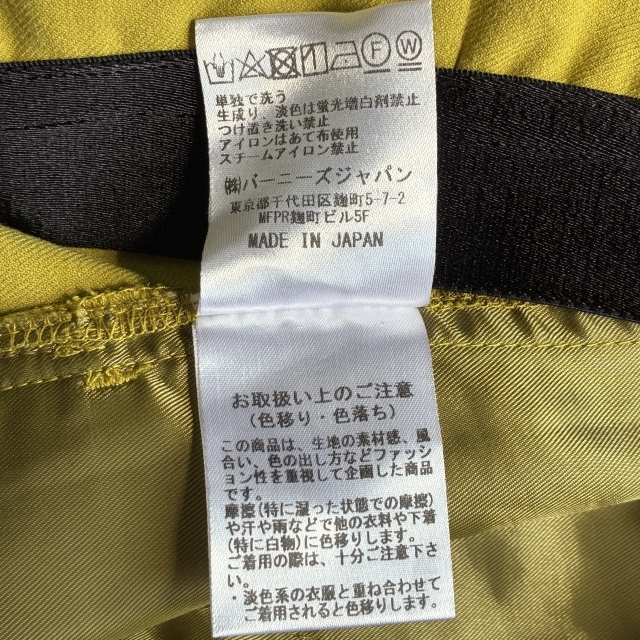 F W
単独で洗う
生成り、淡色は蛍光増白剤禁止
つけ置き洗い禁止
アイロンはあて布使用
スチームアイロン禁止
㈱バーニーズジャパン
東京都千代田区麹町5-7-2
MFPR麹町ビル5F
MADE IN JAPAN
お取扱い上のご注意
(色移り・色落ち)
この商品は、生地の素材感、風
合い、色の出し方などファッシ
ョン性を重視して企画した商品
です。
摩擦(特に湿った状態での摩擦)
や汗や雨などで他の衣料や下着
(特に白物)に色移りします。
ご着用の際は、十分ご注意下さ
い。
・淡色系の衣服と重ね合わせて
ご着用されると色移りします。